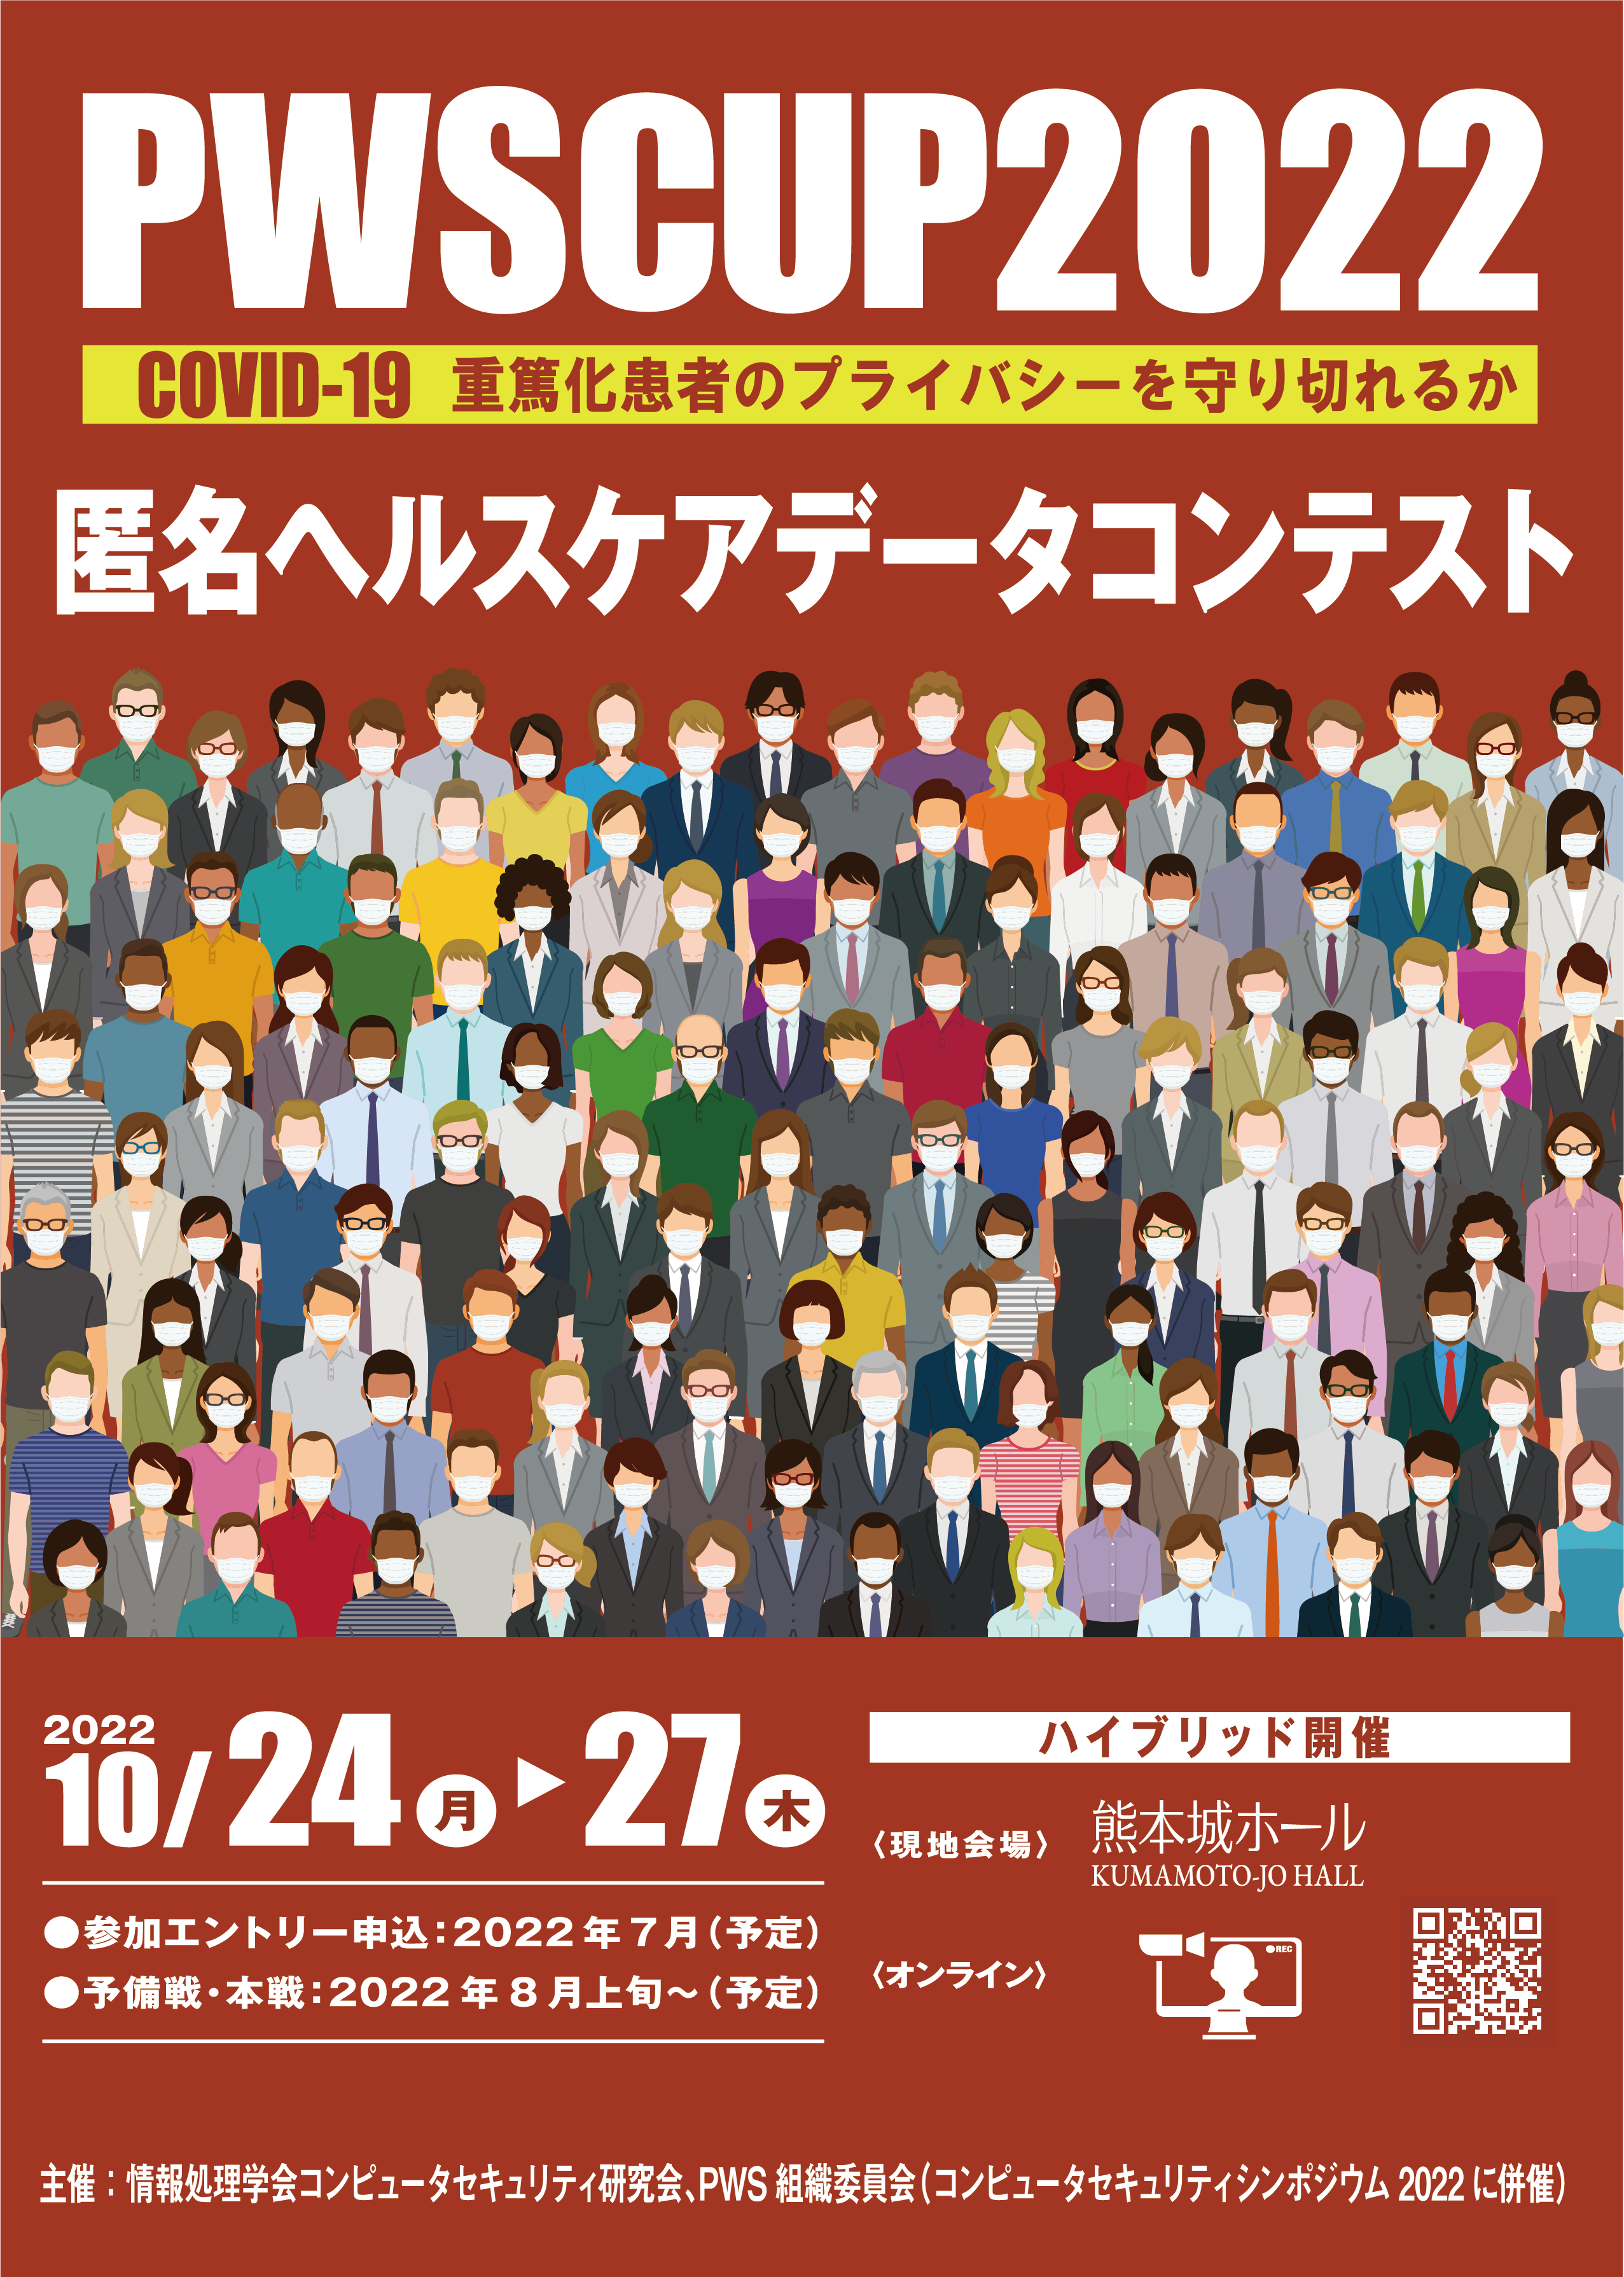 PWSCUP2022
COVID-19 重篤化患者のプライバシーを守り切れるか
匿名ヘルスケアデータコンテスト
2022
10/24 月 ▶ 27 木
●参加エントリー申込：2022年7月（予定）
●予備戦・本戦：2022年8月上旬〜（予定）
ハイブリッド開催
〈現地会場〉
熊本城ホール
KUMAMOTO-JO HALL
〈オンライン〉
●REC
主催：情報処理学会コンピュータセキュリティ研究会、PWS組織委員会（コンピュータセキュリティシンポジウム2022に併催）